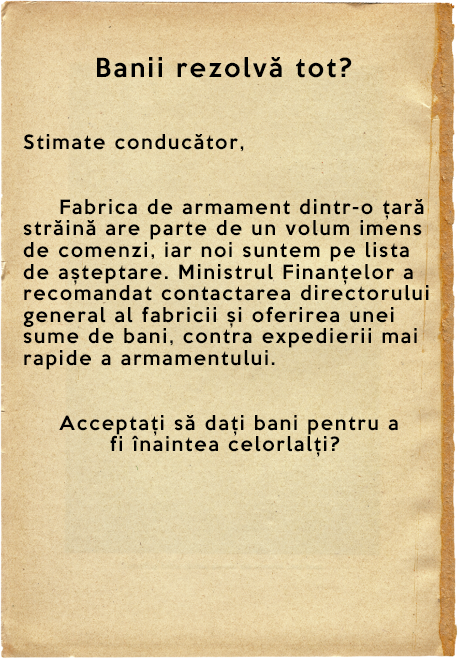 Banii rezolvă tot?
Stimate conducător,
Fabrica de armament dintr-o țară
străină are parte de un volum imens
de comenzi, iar noi suntem pe lista
de așteptare. Ministrul Finanțelor a
recomandat contactarea directorului
general al fabricii și oferirea unei
sume de bani, contra expedierii mai
rapide a armamentului.
Acceptați să dați bani pentru a
fi înaintea celorlalți?